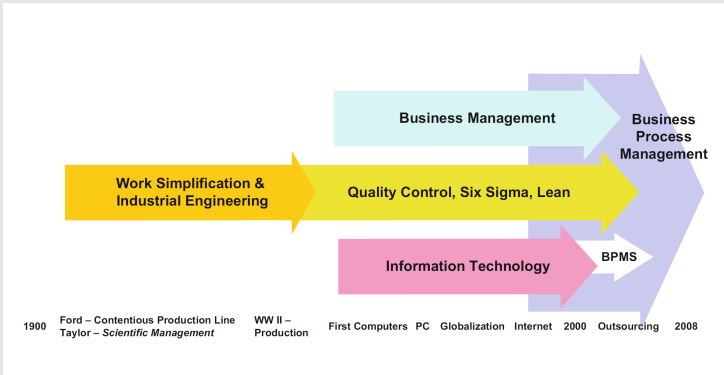 Business Management
Business
Process
Management
Work Simplification &
Industrial Engineering
Quality Control, Six Sigma, Lean
Information Technology
BPMS
1900
Ford – Contentious Production Line
Taylor – Scientific Management
WW II –
Production
First Computers PC Globalization Internet 2000 Outsourcing 2008